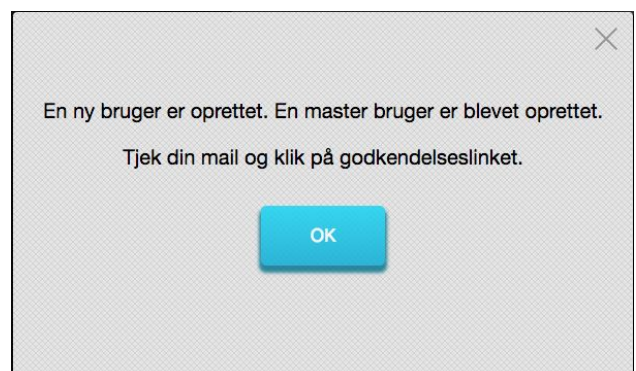 En ny bruger er oprettet. En master bruger er blevet oprettet.
Tjek din mail og klik på godkendelseslinket.
OK